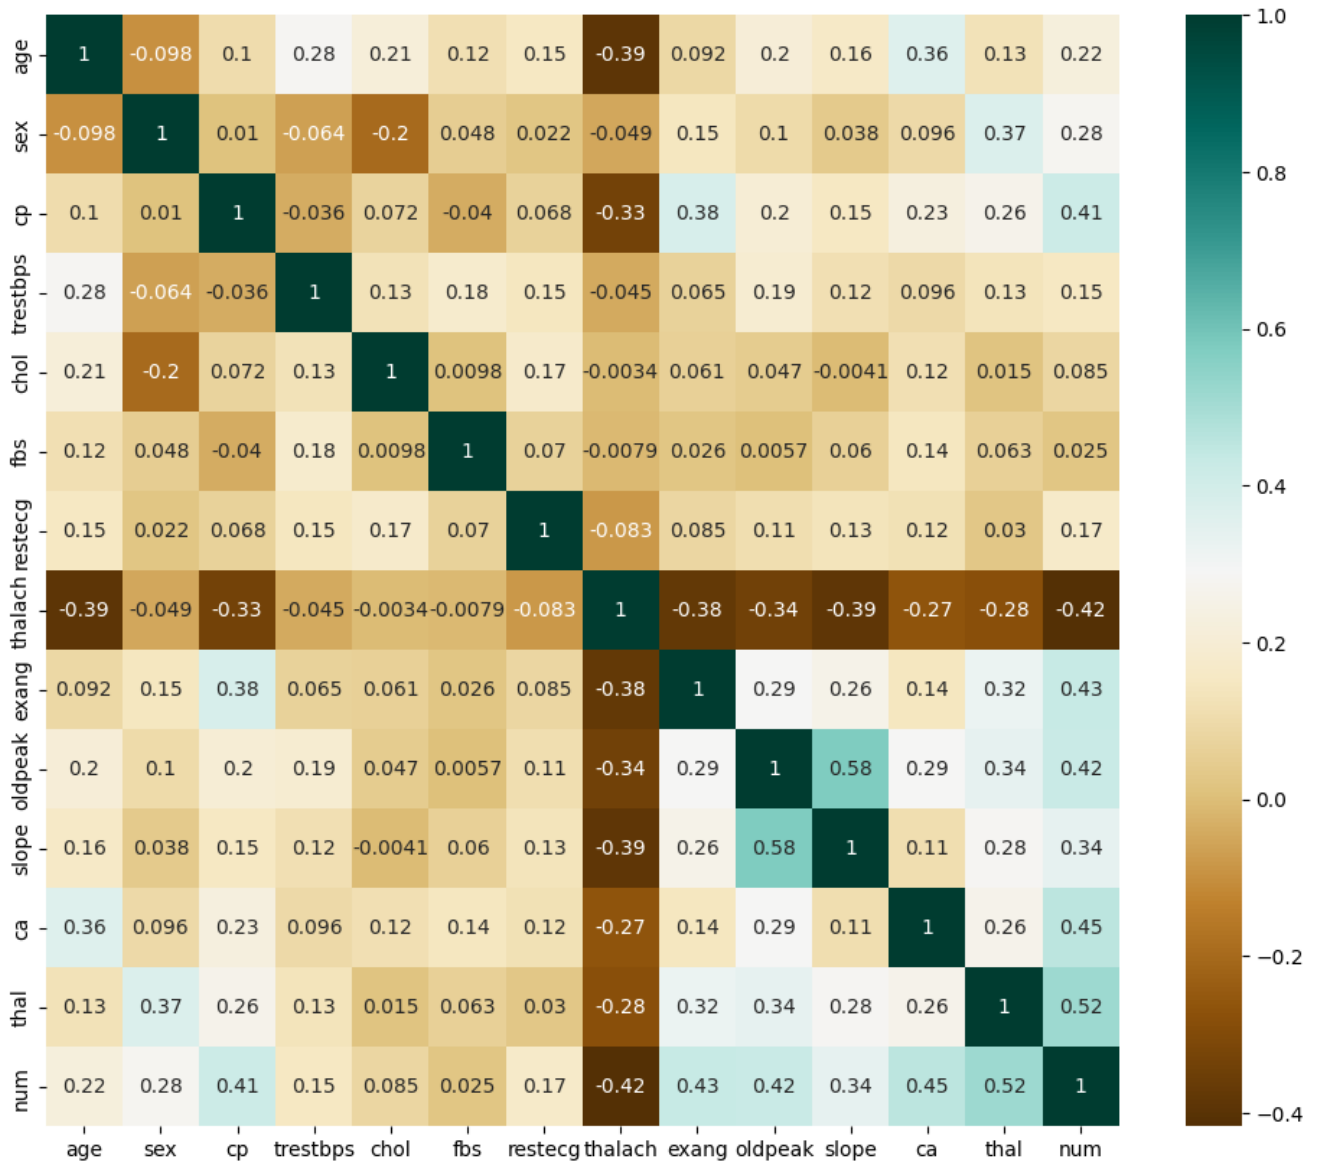 age 1 -0.098 0.1 0.28 0.21 0.12 0.15 -0.39 0.092 0.2 0.16 0.36 0.13 0.22
sex -0.098 1 0.01 -0.064 -0.2 0.048 0.022 -0.049 0.15 0.1 0.038 0.096 0.37 0.28
cp 0.1 0.01 1 -0.036 0.072 -0.04 0.068 -0.33 0.38 0.2 0.15 0.23 0.26 0.41
trestbps 0.28 -0.064 -0.036 1 0.13 0.18 0.15 -0.045 0.065 0.19 0.12 0.096 0.13 0.15
chol 0.21 -0.2 0.072 0.13 1 0.0098 0.17 -0.0034 0.061 0.047 -0.0041 0.12 0.015 0.085
fbs 0.12 0.048 -0.04 0.18 0.0098 1 0.07 -0.0079 0.026 0.0057 0.06 0.14 0.063 0.025
restecg 0.15 0.022 0.068 0.15 0.17 0.07 1 -0.083 0.085 0.11 0.13 0.12 0.03 0.17
thalach -0.39 -0.049 -0.33 -0.045 -0.0034 -0.0079 -0.083 1 -0.38 -0.34 -0.39 -0.27 -0.28 -0.42
exang 0.092 0.15 0.38 0.065 0.061 0.026 0.085 -0.38 1 0.29 0.26 0.14 0.32 0.43
oldpeak 0.2 0.1 0.2 0.19 0.047 0.0057 0.11 -0.34 0.29 1 0.58 0.29 0.34 0.42
slope 0.16 0.038 0.15 0.12 -0.0041 0.06 0.13 -0.39 0.26 0.58 1 0.11 0.28 0.34
ca 0.36 0.096 0.23 0.096 0.12 0.14 0.12 -0.27 0.14 0.29 0.11 1 0.26 0.45
thal 0.13 0.37 0.26 0.13 0.015 0.063 0.03 -0.28 0.32 0.34 0.28 0.26 1 0.52
num 0.22 0.28 0.41 0.15 0.085 0.025 0.17 -0.42 0.43 0.42 0.34 0.45 0.52 1
age sex cp trestbps chol fbs restecg thalach exang oldpeak slope ca thal num
1.0
0.8
0.6
0.4
0.2
0.0
−0.2
−0.4